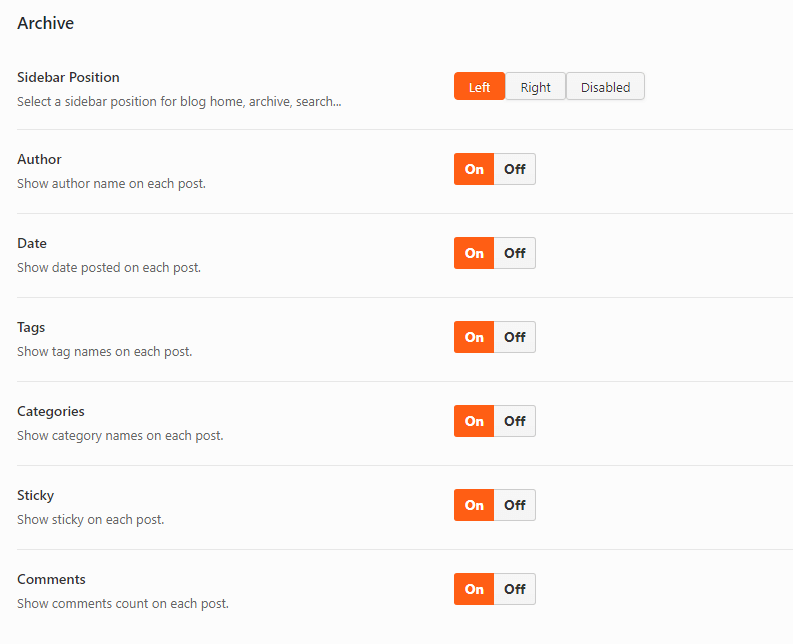 Archive
Sidebar Position
Select a sidebar position for blog home, archive, search...
Left Right Disabled
Author
Show author name on each post.
On Off
Date
Show date posted on each post.
On Off
Tags
Show tag names on each post.
On Off
Categories
Show category names on each post.
On Off
Sticky
Show sticky on each post.
On Off
Comments
Show comments count on each post.
On Off